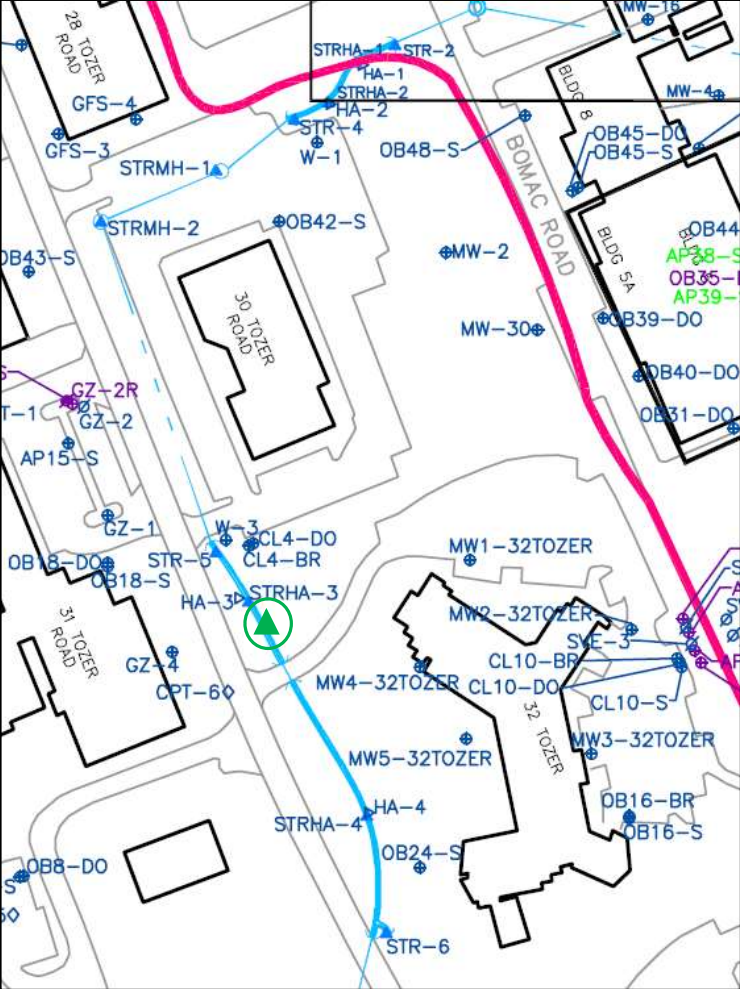 MW-16
28 TOZER
ROAD
STRHA-1
STR-2
HA-1
STRHA-2
MW-4
BLDG 8
GFS-4
HA-2
STR-4
GFS-3
W-1
OB48-S
OB45-DO
OB45-S
BOMAC ROAD
STRMH-1
STRMH-2
OB42-S
OB44
OB43-S
MW-2
BLDG 5A
AP38-S
OB35-
AP39-
30 TOZER
ROAD
MW-30
OB39-DO
OB40-DO
S
GZ-2R
T-1
GZ-2
OB31-DO
AP15-S
GZ-1
W-3
CL4-DO
CL4-BR
STR-5
MW1-32TOZER
OB18-DO
OB18-S
HA-3
STRHA-3
MW2-32TOZER
31 TOZER
ROAD
SVE-3
GZ-4
CL10-BR
CL10-DO
CL10-S
CPT-6
MW4-32TOZER
32 TOZER
MW5-32TOZER
MW3-32TOZER
HA-4
STRHA-4
OB16-BR
OB16-S
OB24-S
OB8-DO
S
STR-6